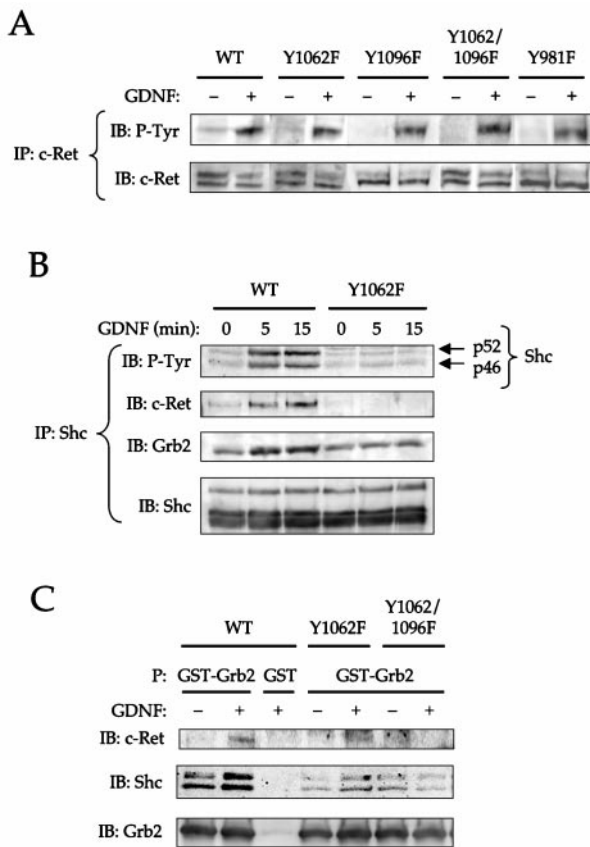 A
WT Y1062F Y1096F Y1062/1096F Y981F
GDNF: – + – + – + – + – +
IP: c-Ret
IB: P-Tyr
IB: c-Ret
B
WT Y1062F
GDNF (min): 0 5 15 0 5 15
IP: Shc
IB: P-Tyr
p52
p46
Shc
IB: c-Ret
IB: Grb2
IB: Shc
C
WT Y1062F Y1062/1096F
P: GST-Grb2 GST GST-Grb2
GDNF: – + + – + – +
IB: c-Ret
IB: Shc
IB: Grb2